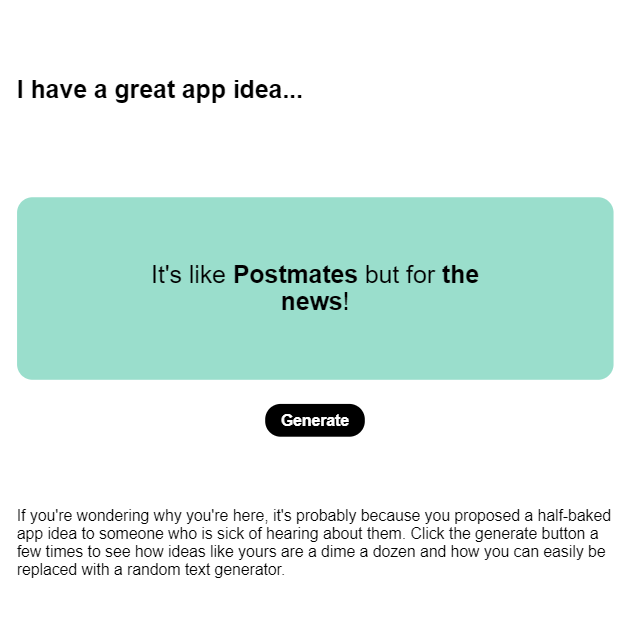 I have a great app idea...
It's like Postmates but for the
news!
Generate
If you're wondering why you're here, it's probably because you proposed a half-baked
app idea to someone who is sick of hearing about them. Click the generate button a
few times to see how ideas like yours are a dime a dozen and how you can easily be
replaced with a random text generator.